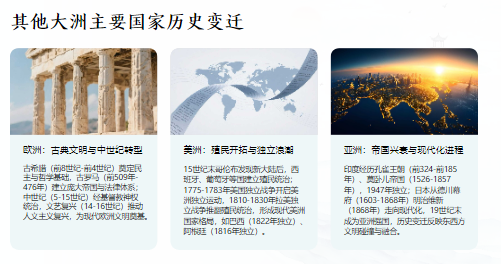 其他大洲主要国家历史变迁
欧洲：古典文明与中世纪转型
古希腊（前8世纪-前4世纪）奠定民
主与哲学基础，古罗马（前509年-
476年）建立庞大帝国与法律体系；
中世纪（5-15世纪）经基督教神权
统治，文艺复兴（14-16世纪）推动
人文主义复兴，为现代欧洲文明奠基。
美洲：殖民开拓与独立浪潮
15世纪末哥伦布发现新大陆后，西
班牙、葡萄牙等国建立殖民统治；
1775-1783年美国独立战争开启美
洲独立运动，1810-1830年拉美独
立战争推翻殖民统治，形成现代美洲
国家格局，如巴西（1822年独立）、
阿根廷（1816年独立）。
亚洲：帝国兴衰与现代化进程
印度经历孔雀王朝（前324-前185
年）、莫卧儿帝国（1526-1857
年），1947年独立；日本从德川幕
府（1603-1868年）明治维新
（1868年）走向现代化，19世纪末
成为亚洲强国，历史变迁反映东西方
文明碰撞与融合。